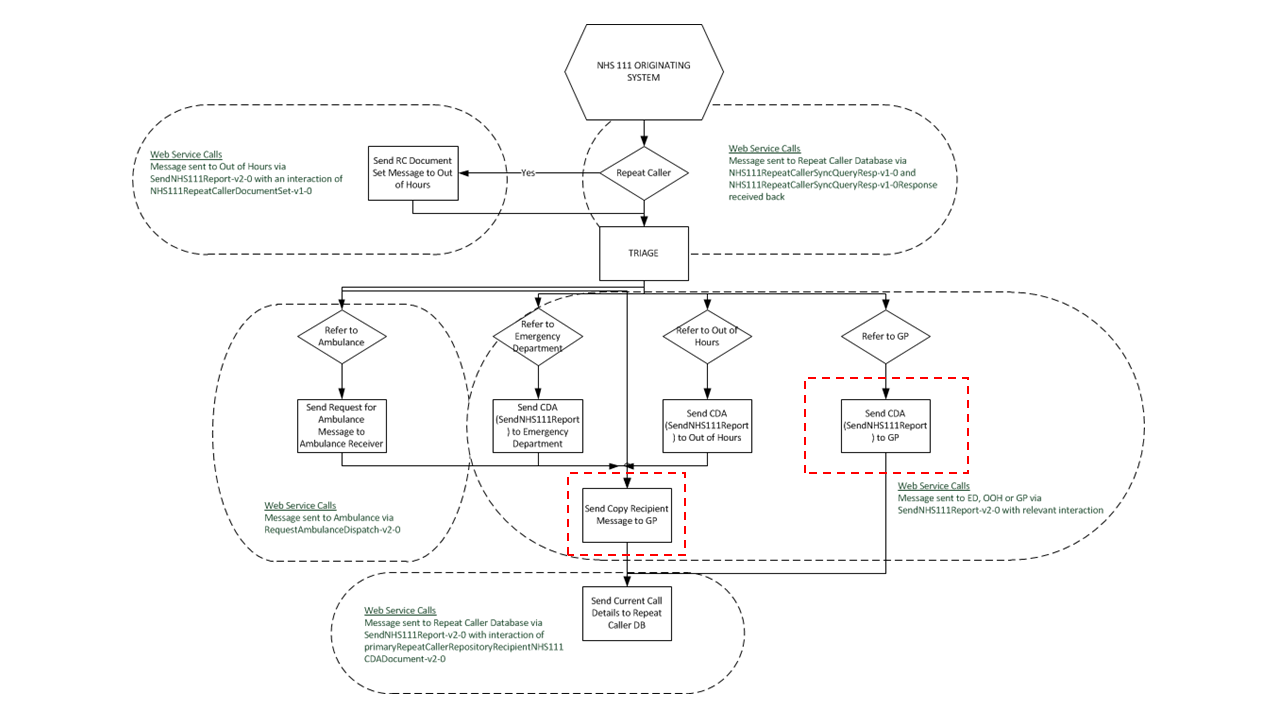 NHS 111 ORIGINATING
SYSTEM
Web Service Calls
Message sent to Out of Hours via
SendNHS111Report-v2-0 with an interaction of
NHS111RepeatCallerDocumentSet-v1-0
Send RC Document
Set Message to Out
of Hours
Yes
Repeat Caller
Web Service Calls
Message sent to Repeat Caller Database via
NHS111RepeatCallerSyncQueryResp-v1-0 and
NHS111RepeatCallerSyncQueryResp-v1-0Response
received back
TRIAGE
Refer to
Ambulance
Refer to
Emergency
Department
Refer to Out of
Hours
Refer to GP
Send Request for
Ambulance
Message to
Ambulance Receiver
Send CDA
(SendNHS111Report
) to Emergency
Department
Send CDA
(SendNHS111Report
) to Out of Hours
Send CDA
(SendNHS111Report
) to GP
Web Service Calls
Message sent to Ambulance via
RequestAmbulanceDispatch-v2-0
Send Copy Recipient
Message to GP
Web Service Calls
Message sent to ED, OOH or GP via
SendNHS111Report-v2-0 with relevant interaction
Web Service Calls
Message sent to Repeat Caller Database via
SendNHS111Report-v2-0 with interaction of
primaryRepeatCallerRepositoryRecipientNHS111
CDADocument-v2-0
Send Current Call
Details to Repeat
Caller DB